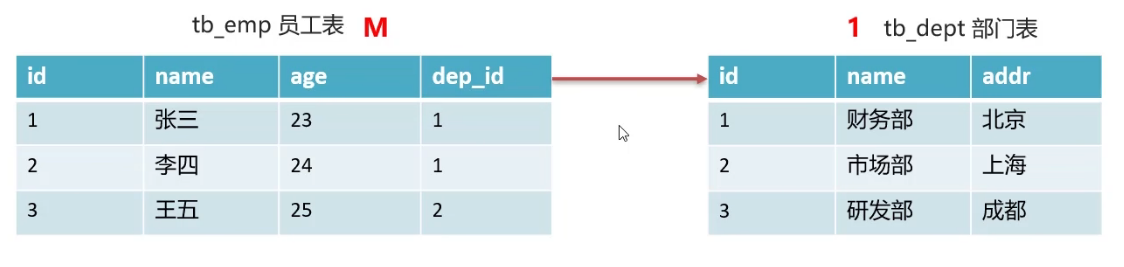 tb_emp 员工表 M 1 tb_dept 部门表
id name age dep_id id name addr
1 张三 23 1 1 财务部 北京
2 李四 24 1 2 市场部 上海
3 王五 25 2 3 研发部 成都